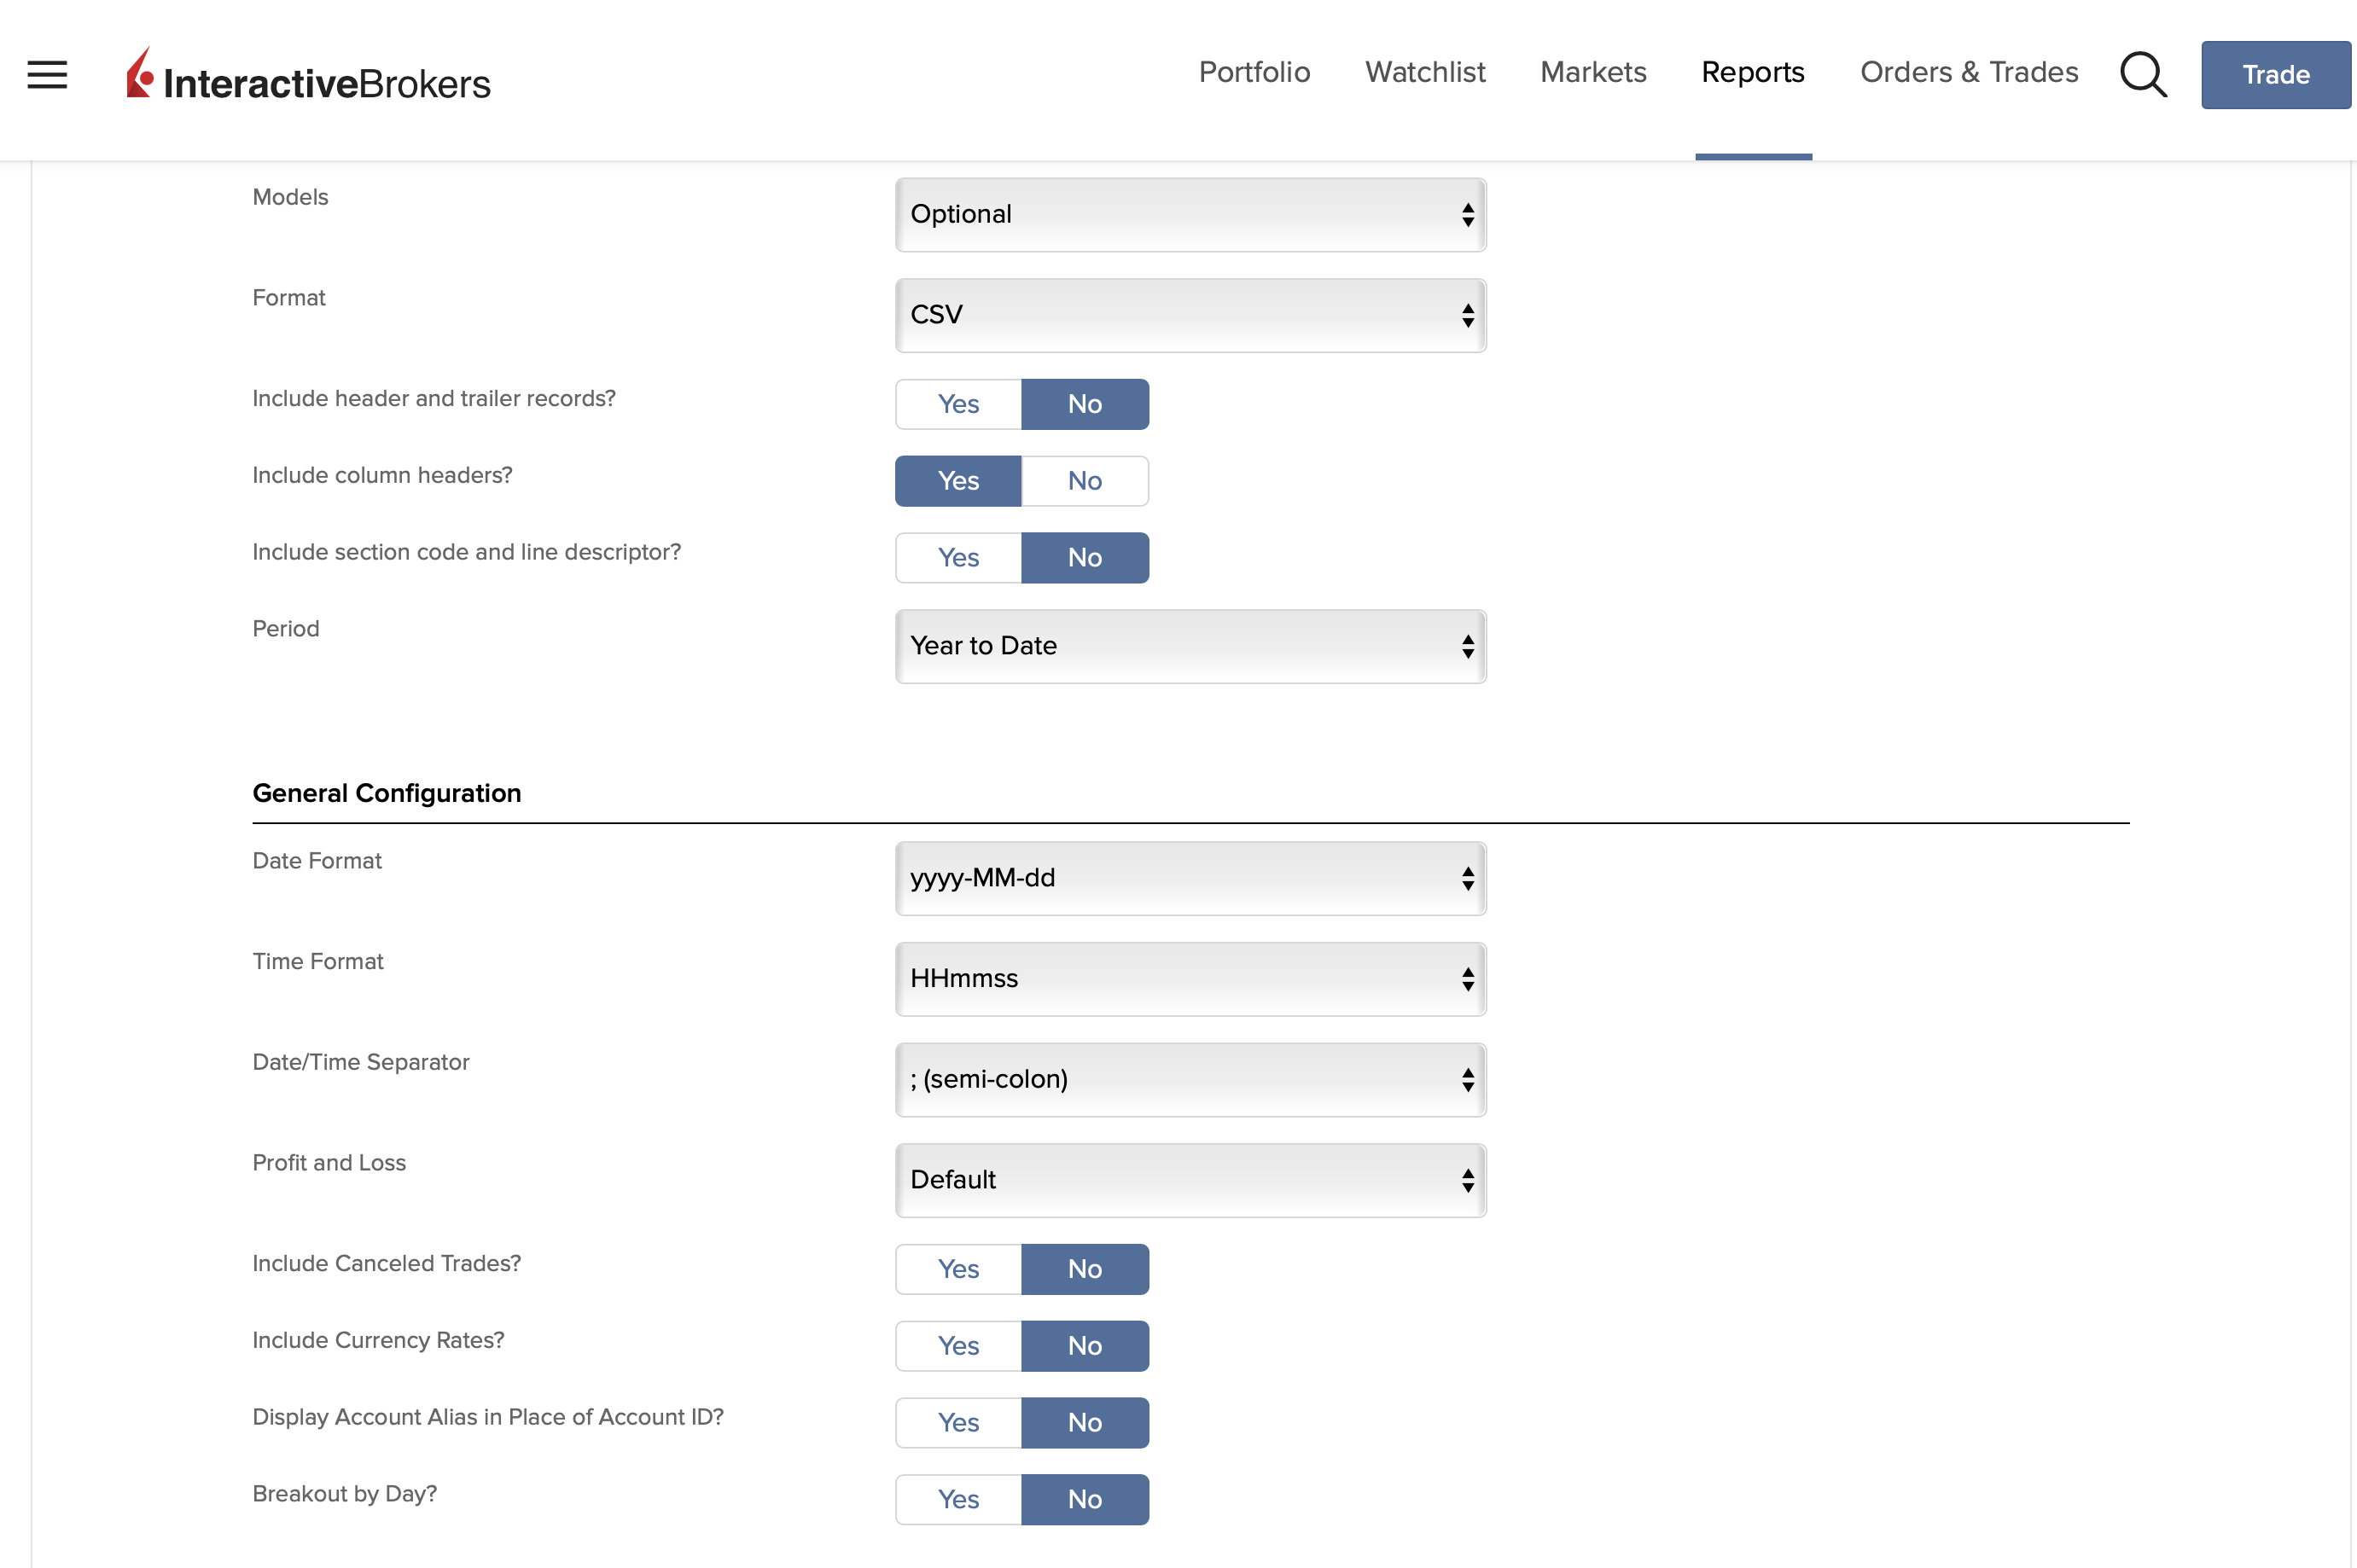 InteractiveBrokers Portfolio Watchlist Markets Reports Orders & Trades Trade
Models Optional
Format CSV
Include header and trailer records? Yes No
Include column headers? Yes No
Include section code and line descriptor? Yes No
Period Year to Date
General Configuration
Date Format yyyy-MM-dd
Time Format HHmmss
Date/Time Separator ; (semi-colon)
Profit and Loss Default
Include Canceled Trades? Yes No
Include Currency Rates? Yes No
Display Account Alias in Place of Account ID? Yes No
Breakout by Day? Yes No